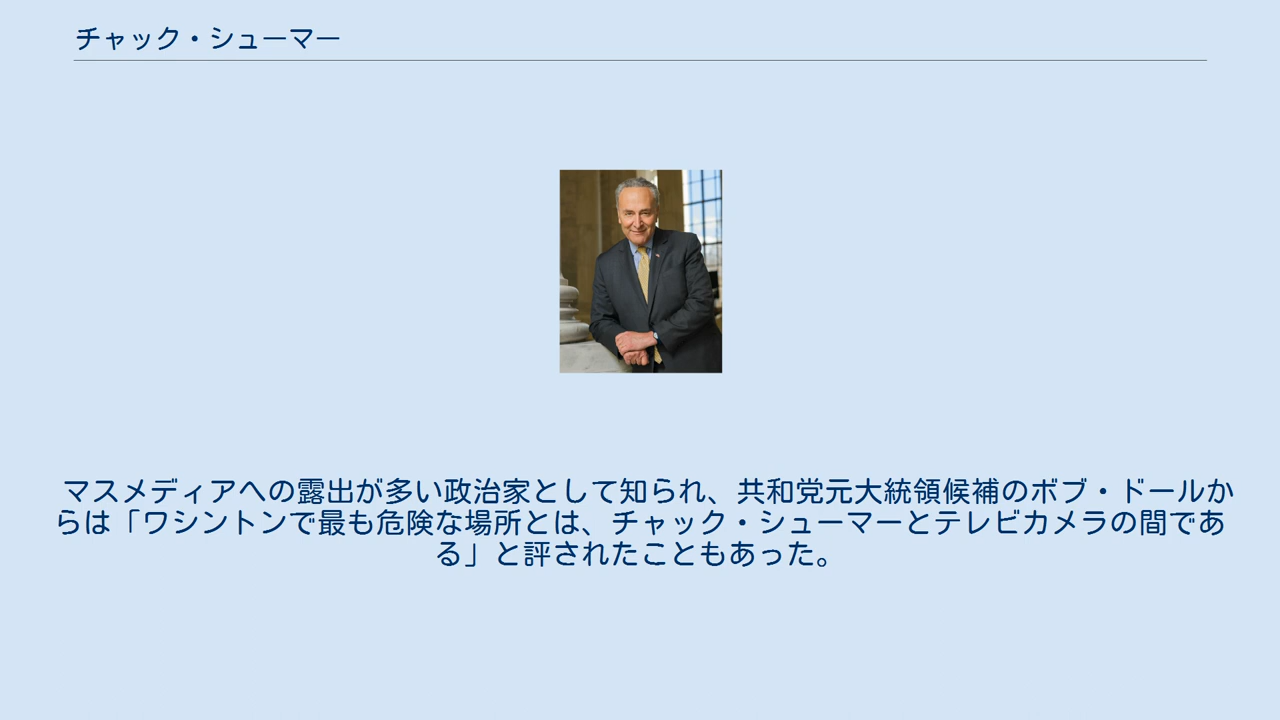 チャック・シューマー
マスメディアへの露出が多い政治家として知られ、共和党元大統領候補のボブ・ドールか
らは「ワシントンで最も危険な場所とは、チャック・シューマーとテレビカメラの間であ
る」と評されたこともあった。